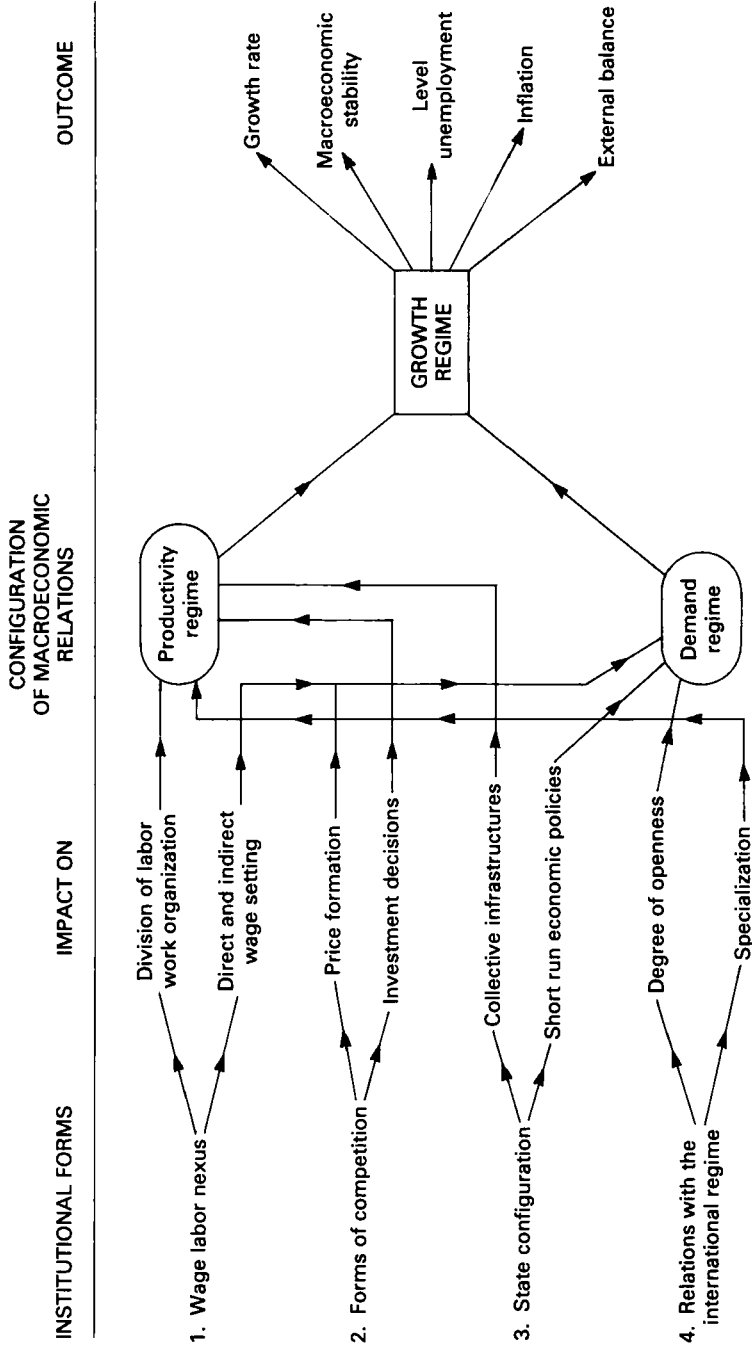 INSTITUTIONAL FORMS
IMPACT ON
CONFIGURATION
OF MACROECONOMIC
RELATIONS
OUTCOME
1. Wage labor nexus
Division of labor
work organization
Direct and indirect
wage setting
2. Forms of competition
Price formation
Investment decisions
3. State configuration
Collective infrastructures
Short run economic policies
4. Relations with the
international regime
Degree of openness
Specialization
Productivity
regime
Demand
regime
GROWTH
REGIME
Growth rate
Macroeconomic
stability
Level
unemployment
Inflation
External balance